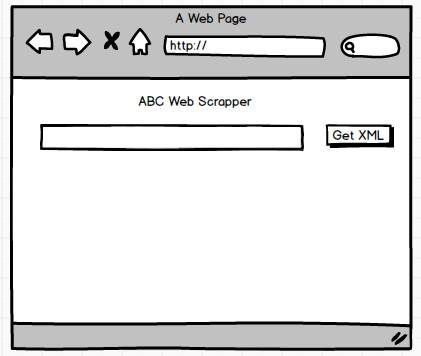 A Web Page
http://
ABC Web Scrapper
Get XML